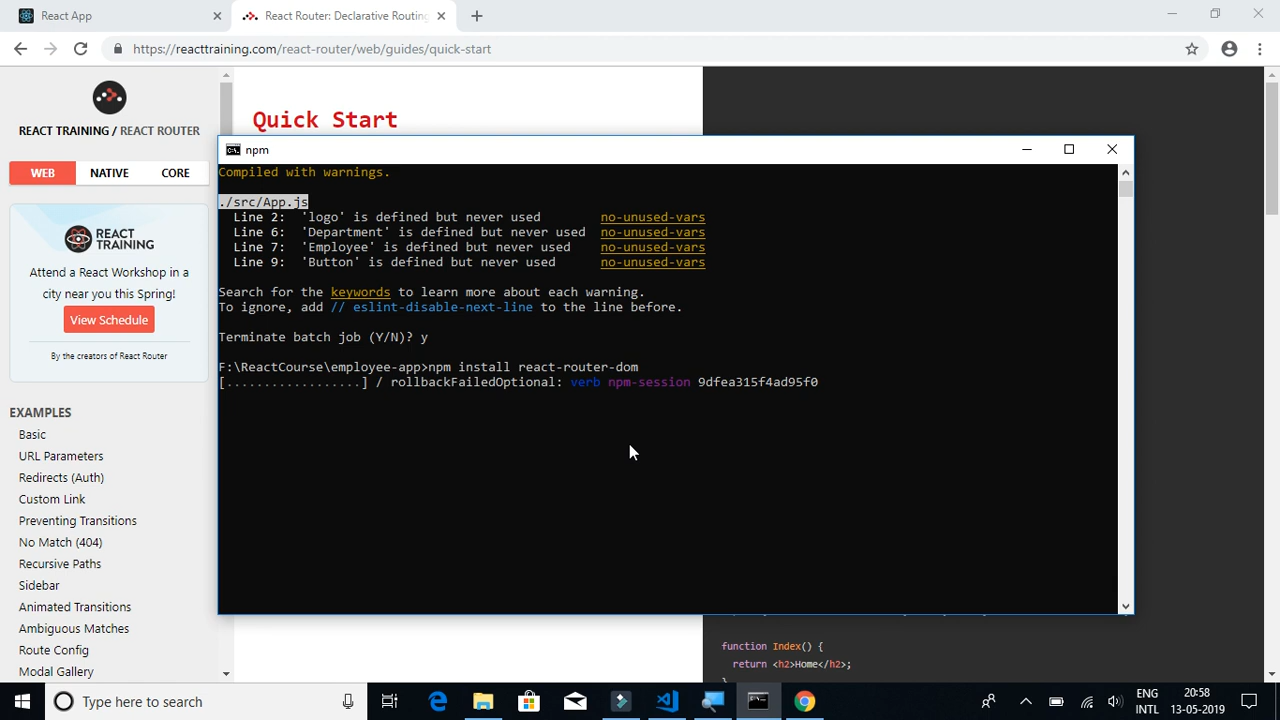 React App
React Router: Declarative Routing
https://reacttraining.com/react-router/web/guides/quick-start
REACT TRAINING / REACT ROUTER
WEB
NATIVE
CORE
REACT
TRAINING
Attend a React Workshop in a
city near you this Spring!
View Schedule
By the creators of React Router
EXAMPLES
Basic
URL Parameters
Redirects (Auth)
Custom Link
Preventing Transitions
No Match (404)
Recursive Paths
Sidebar
Animated Transitions
Ambiguous Matches
Route Config
Modal Gallery
Quick Start
npm
Compiled with warnings.
./src/App.js
Line 2: 'logo' is defined but never used no-unused-vars
Line 6: 'Department' is defined but never used no-unused-vars
Line 7: 'Employee' is defined but never used no-unused-vars
Line 9: 'Button' is defined but never used no-unused-vars
Search for the keywords to learn more about each warning.
To ignore, add // eslint-disable-next-line to the line before.
Terminate batch job (Y/N)? y
F:\ReactCourse\employee-app>npm install react-router-dom
[..................] / rollbackFailedOptional: verb npm-session 9dfea315f4ad95f0
function Index() {
return <h2>Home</h2>;
}
Type here to search
ENG
INTL
20:58
13-05-2019